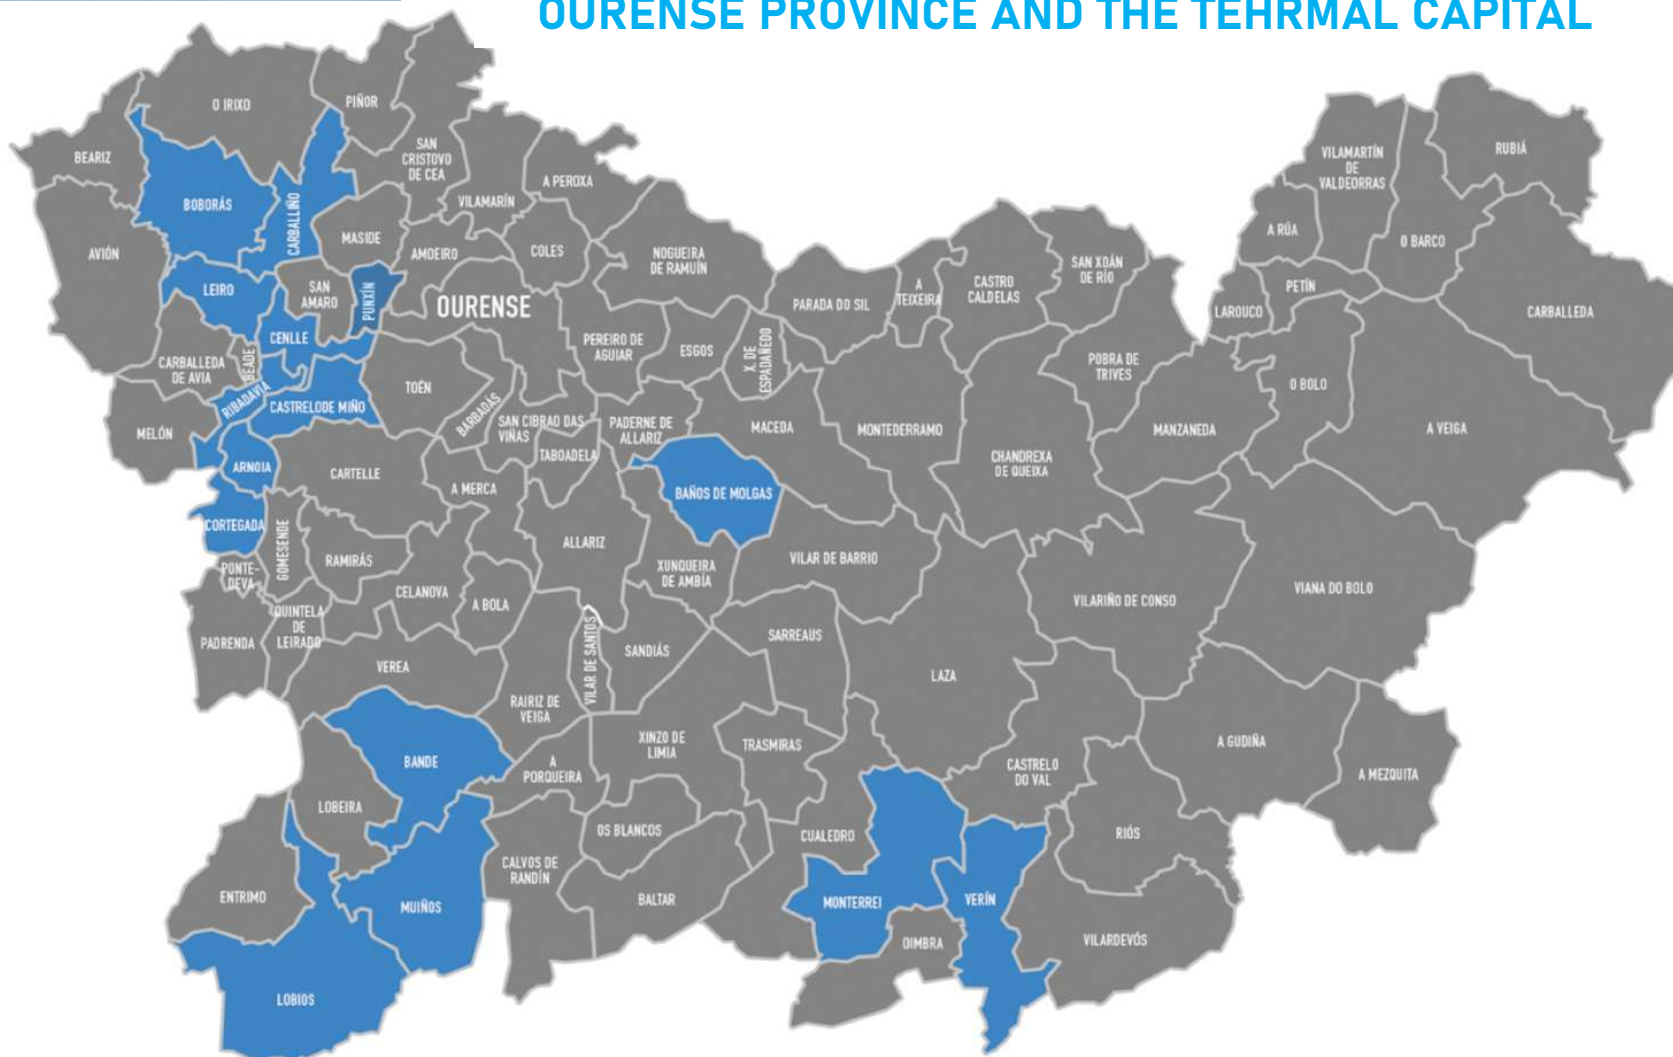 OURENSE PROVINCE AND THE TEHRMAL CAPITAL
O IRIXO
PIÑOR
BEARIZ
SAN
CRISTOVO
DE CEA
VILAMARTÍN
DE
VALDEORRAS
RUBIÁ
A PEROXA
BOBORÁS
CARBALLIÑO
VILAMARÍN
MASIDE
AVIÓN
AMOEIRO
COLES
NOGUEIRA
DE RAMUÍN
A RÚA
O BARCO
LEIRO
SAN
AMARO
PUNXÍN
OURENSE
PARADA DO SIL
A
TEIXEIRA
CASTRO
CALDELAS
SAN XOÁN
DE RÍO
PETÍN
LAROUCO
CARBALLEDA
CENLLE
PEREIRO DE
AGUIAR
ESGOS
X. DE
ESPADAÑEDO
CARBALLEDA
DE AVIA
BEADE
TOÉN
POBRA DE
TRIVES
O BOLO
RIBADAVIA
CASTRELODE MIÑO
BARBADÁS
SAN CIBRAO DAS
VIÑAS
PADERNE DE
ALLARIZ
MACEDA
MONTEDERRAMO
MANZANEDA
A VEIGA
MELÓN
TABOADELA
ARNOIA
CARTELLE
A MERCA
BAÑOS DE MOLGAS
CHANDREXA
DE QUEIXA
CORTEGADA
GOMESENDE
RAMIRÁS
ALLARIZ
XUNQUEIRA
DE AMBÍA
VILAR DE BARRIO
PONTE-
DEVA
CELANOVA
A BOLA
VILARIÑO DE CONSO
VIANA DO BOLO
QUINTELA
DE
LEIRADO
PADRENDA
VILAR DE SANTOS
SANDIÁS
SARREAUS
VEREA
LAZA
RAIRIZ DE
VEIGA
XINZO DE
LIMIA
TRASMIRAS
A GUDIÑA
BANDE
A
PORQUEIRA
CASTRELO
DO VAL
A MEZQUITA
LOBEIRA
OS BLANCOS
CUALEDRO
RIÓS
CALVOS DE
RANDÍN
ENTRIMO
MUIÑOS
BALTAR
MONTERREI
VERÍN
OIMBRA
VILARDEVÓS
LOBIOS